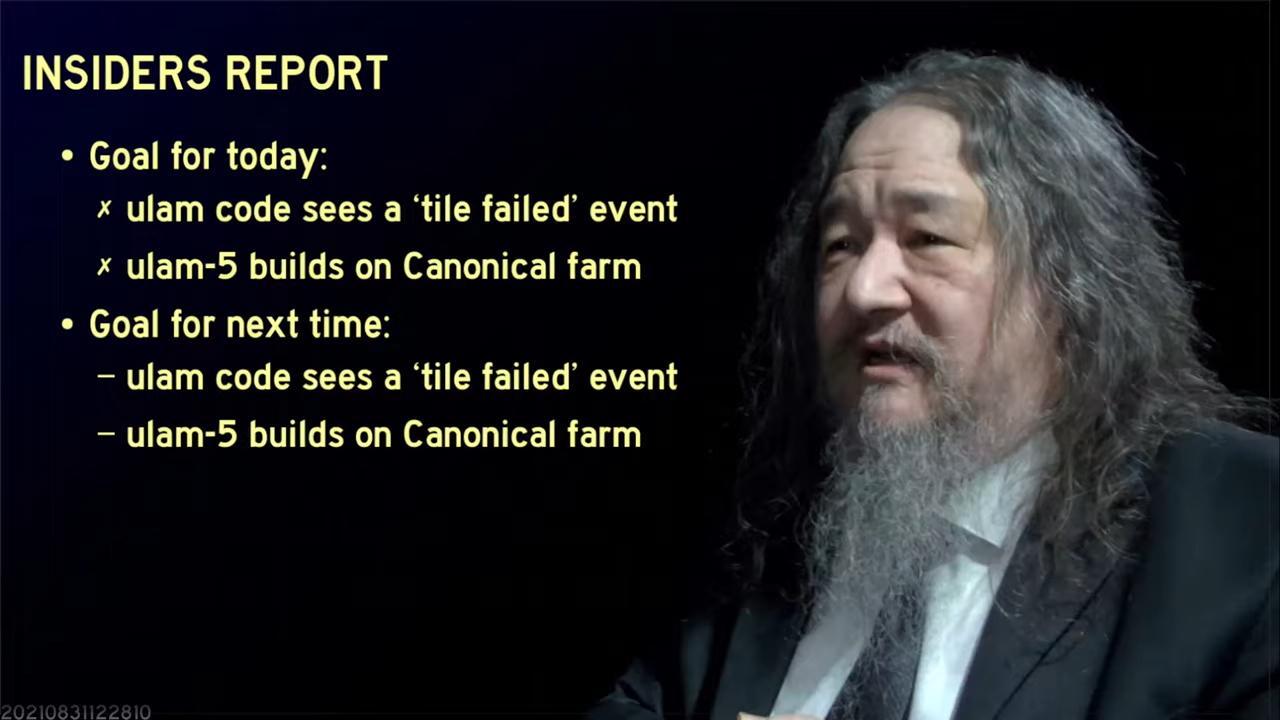 INSIDERS REPORT
• Goal for today:
✗ ulam code sees a ‘tile failed’ event
✗ ulam-5 builds on Canonical farm
• Goal for next time:
– ulam code sees a ‘tile failed’ event
– ulam-5 builds on Canonical farm
20210831122810